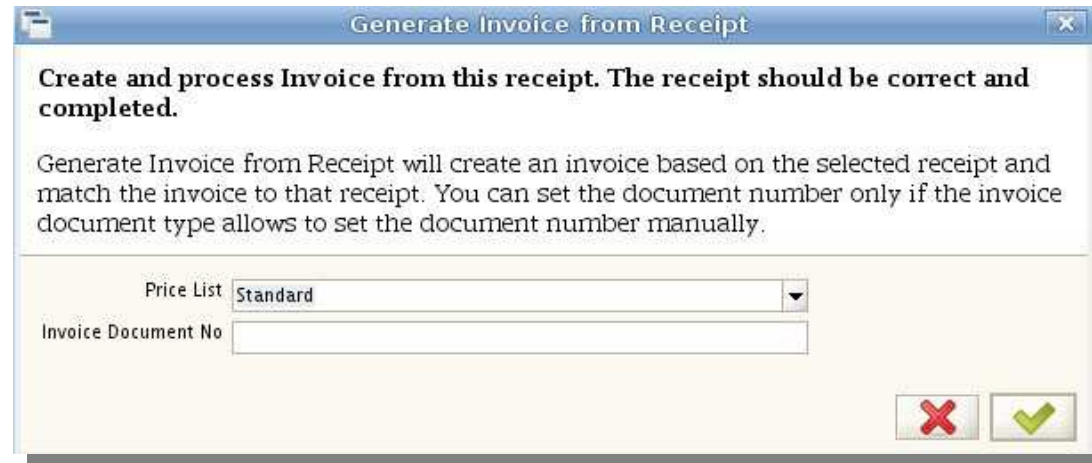 Generate Invoice from Receipt
Create and process Invoice from this receipt. The receipt should be correct and
completed.
Generate Invoice from Receipt will create an invoice based on the selected receipt and
match the invoice to that receipt. You can set the document number only if the invoice
document type allows to set the document number manually.
Price List Standard
Invoice Document No